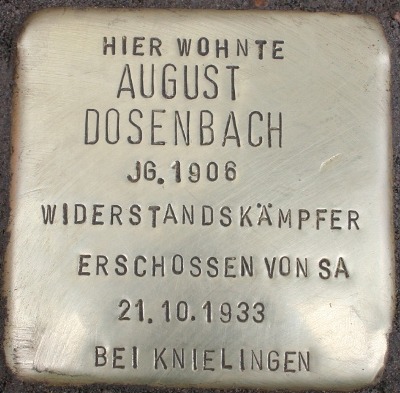 HIER WOHNTE
AUGUST
DOSENBACH
JG. 1906
WIDERSTANDSKÄMPFER
ERSCHOSSEN VON SA
21.10.1933
BEI KNIELINGEN